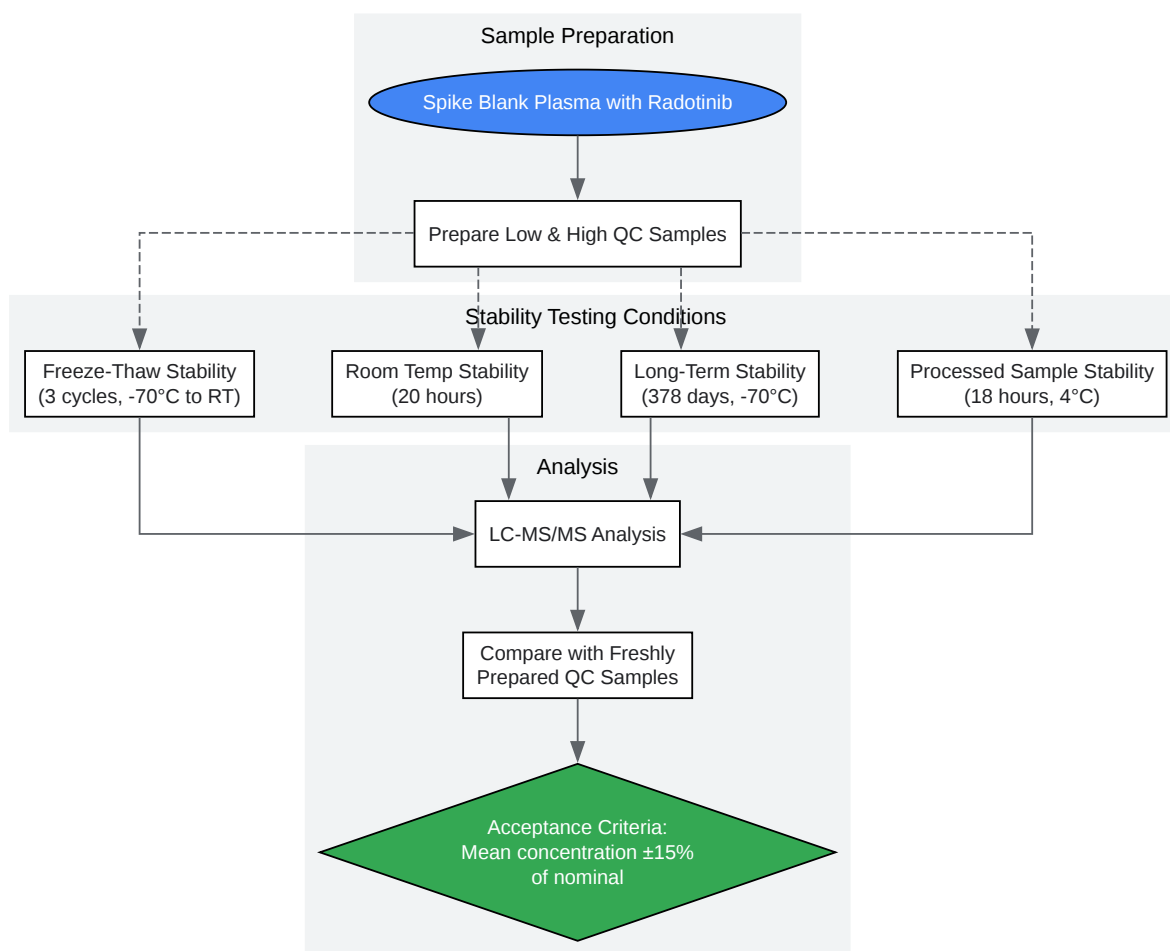 Sample Preparation
Spike Blank Plasma with Radotinib
Prepare Low & High QC Samples
Stability Testing Conditions
Freeze-Thaw Stability
(3 cycles, -70°C to RT)
Room Temp Stability
(20 hours)
Long-Term Stability
(378 days, -70°C)
Processed Sample Stability
(18 hours, 4°C)
Analysis
LC-MS/MS Analysis
Compare with Freshly
Prepared QC Samples
Acceptance Criteria:
Mean concentration ±15%
of nominal